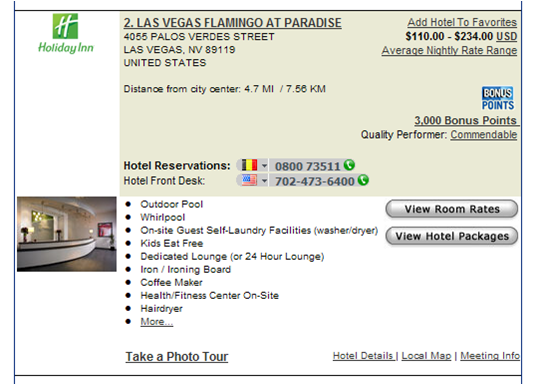 H
Holiday Inn
2. LAS VEGAS FLAMINGO AT PARADISE
4055 PALOS VERDES STREET
LAS VEGAS, NV 89119
UNITED STATES
Distance from city center: 4.7 MI / 7.56 KM
Add Hotel To Favorites
$110.00 - $234.00 USD
Average Nightly Rate Range
BONUS
POINTS
3,000 Bonus Points
Quality Performer: Commendable
Hotel Reservations: 0800 73511
Hotel Front Desk: 702-473-6400
Outdoor Pool
Whirlpool
On-site Guest Self-Laundry Facilities (washer/dryer)
Kids Eat Free
Dedicated Lounge (or 24 Hour Lounge)
Iron / Ironing Board
Coffee Maker
Health/Fitness Center On-Site
Hairdryer
More...
View Room Rates
View Hotel Packages
Take a Photo Tour
Hotel Details | Local Map | Meeting Info